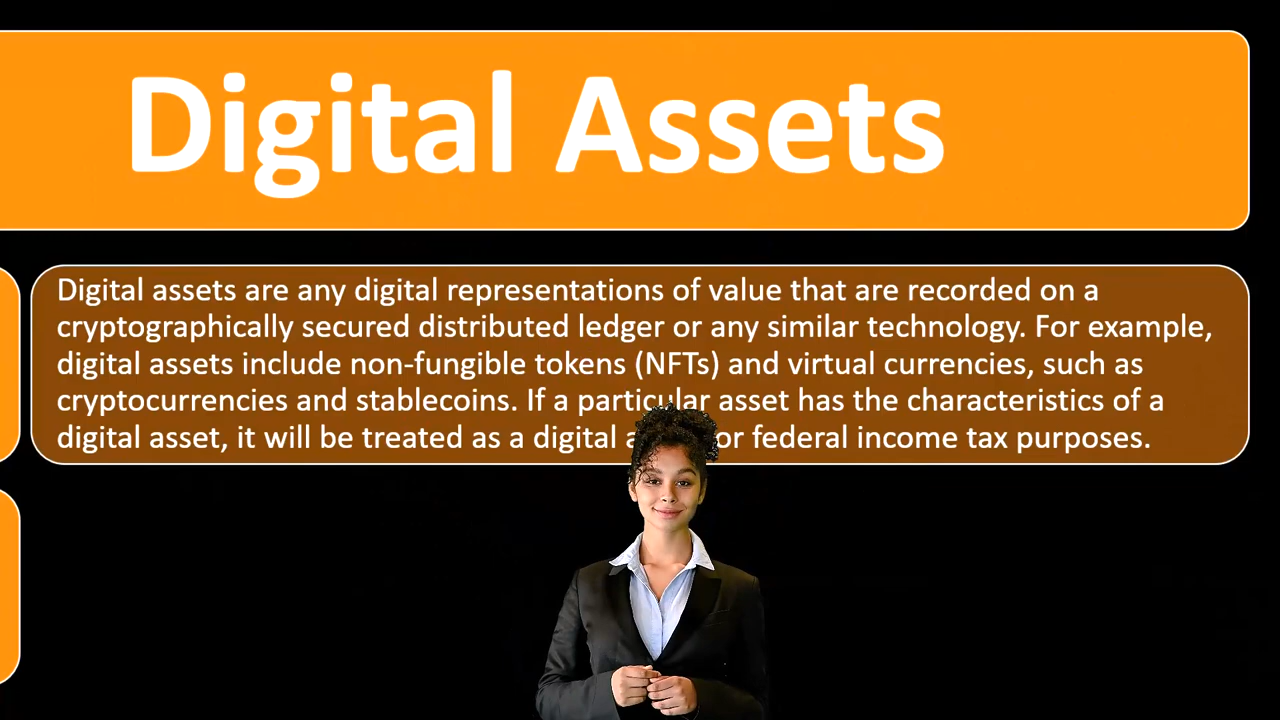 Digital Assets
Digital assets are any digital representations of value that are recorded on a
cryptographically secured distributed ledger or any similar technology. For example,
digital assets include non-fungible tokens (NFTs) and virtual currencies, such as
cryptocurrencies and stablecoins. If a particular asset has the characteristics of a
digital asset, it will be treated as a digital or federal income tax purposes.